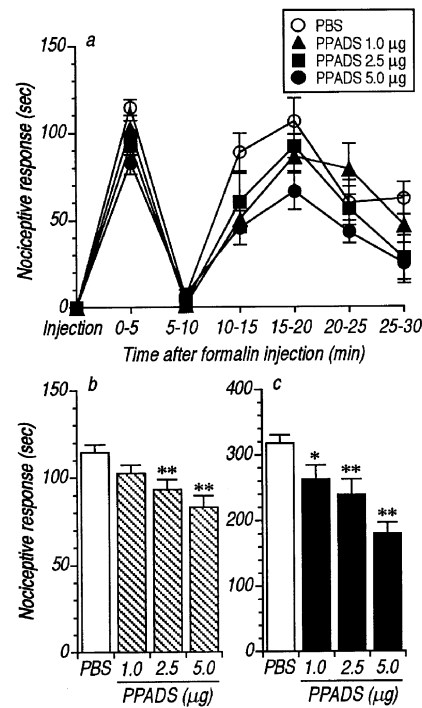 PBS
PPADS 1.0 µg
PPADS 2.5 µg
PPADS 5.0 µg
a
150
100
50
0
Nociceptive response (sec)
Injection 0-5 5-10 10-15 15-20 20-25 25-30
Time after formalin injection (min)
b
150
100
50
0
Nociceptive response (sec)
** **
PBS 1.0 2.5 5.0
PPADS (µg)
c
400
300
200
100
0
* ** **
PBS 1.0 2.5 5.0
PPADS (µg)